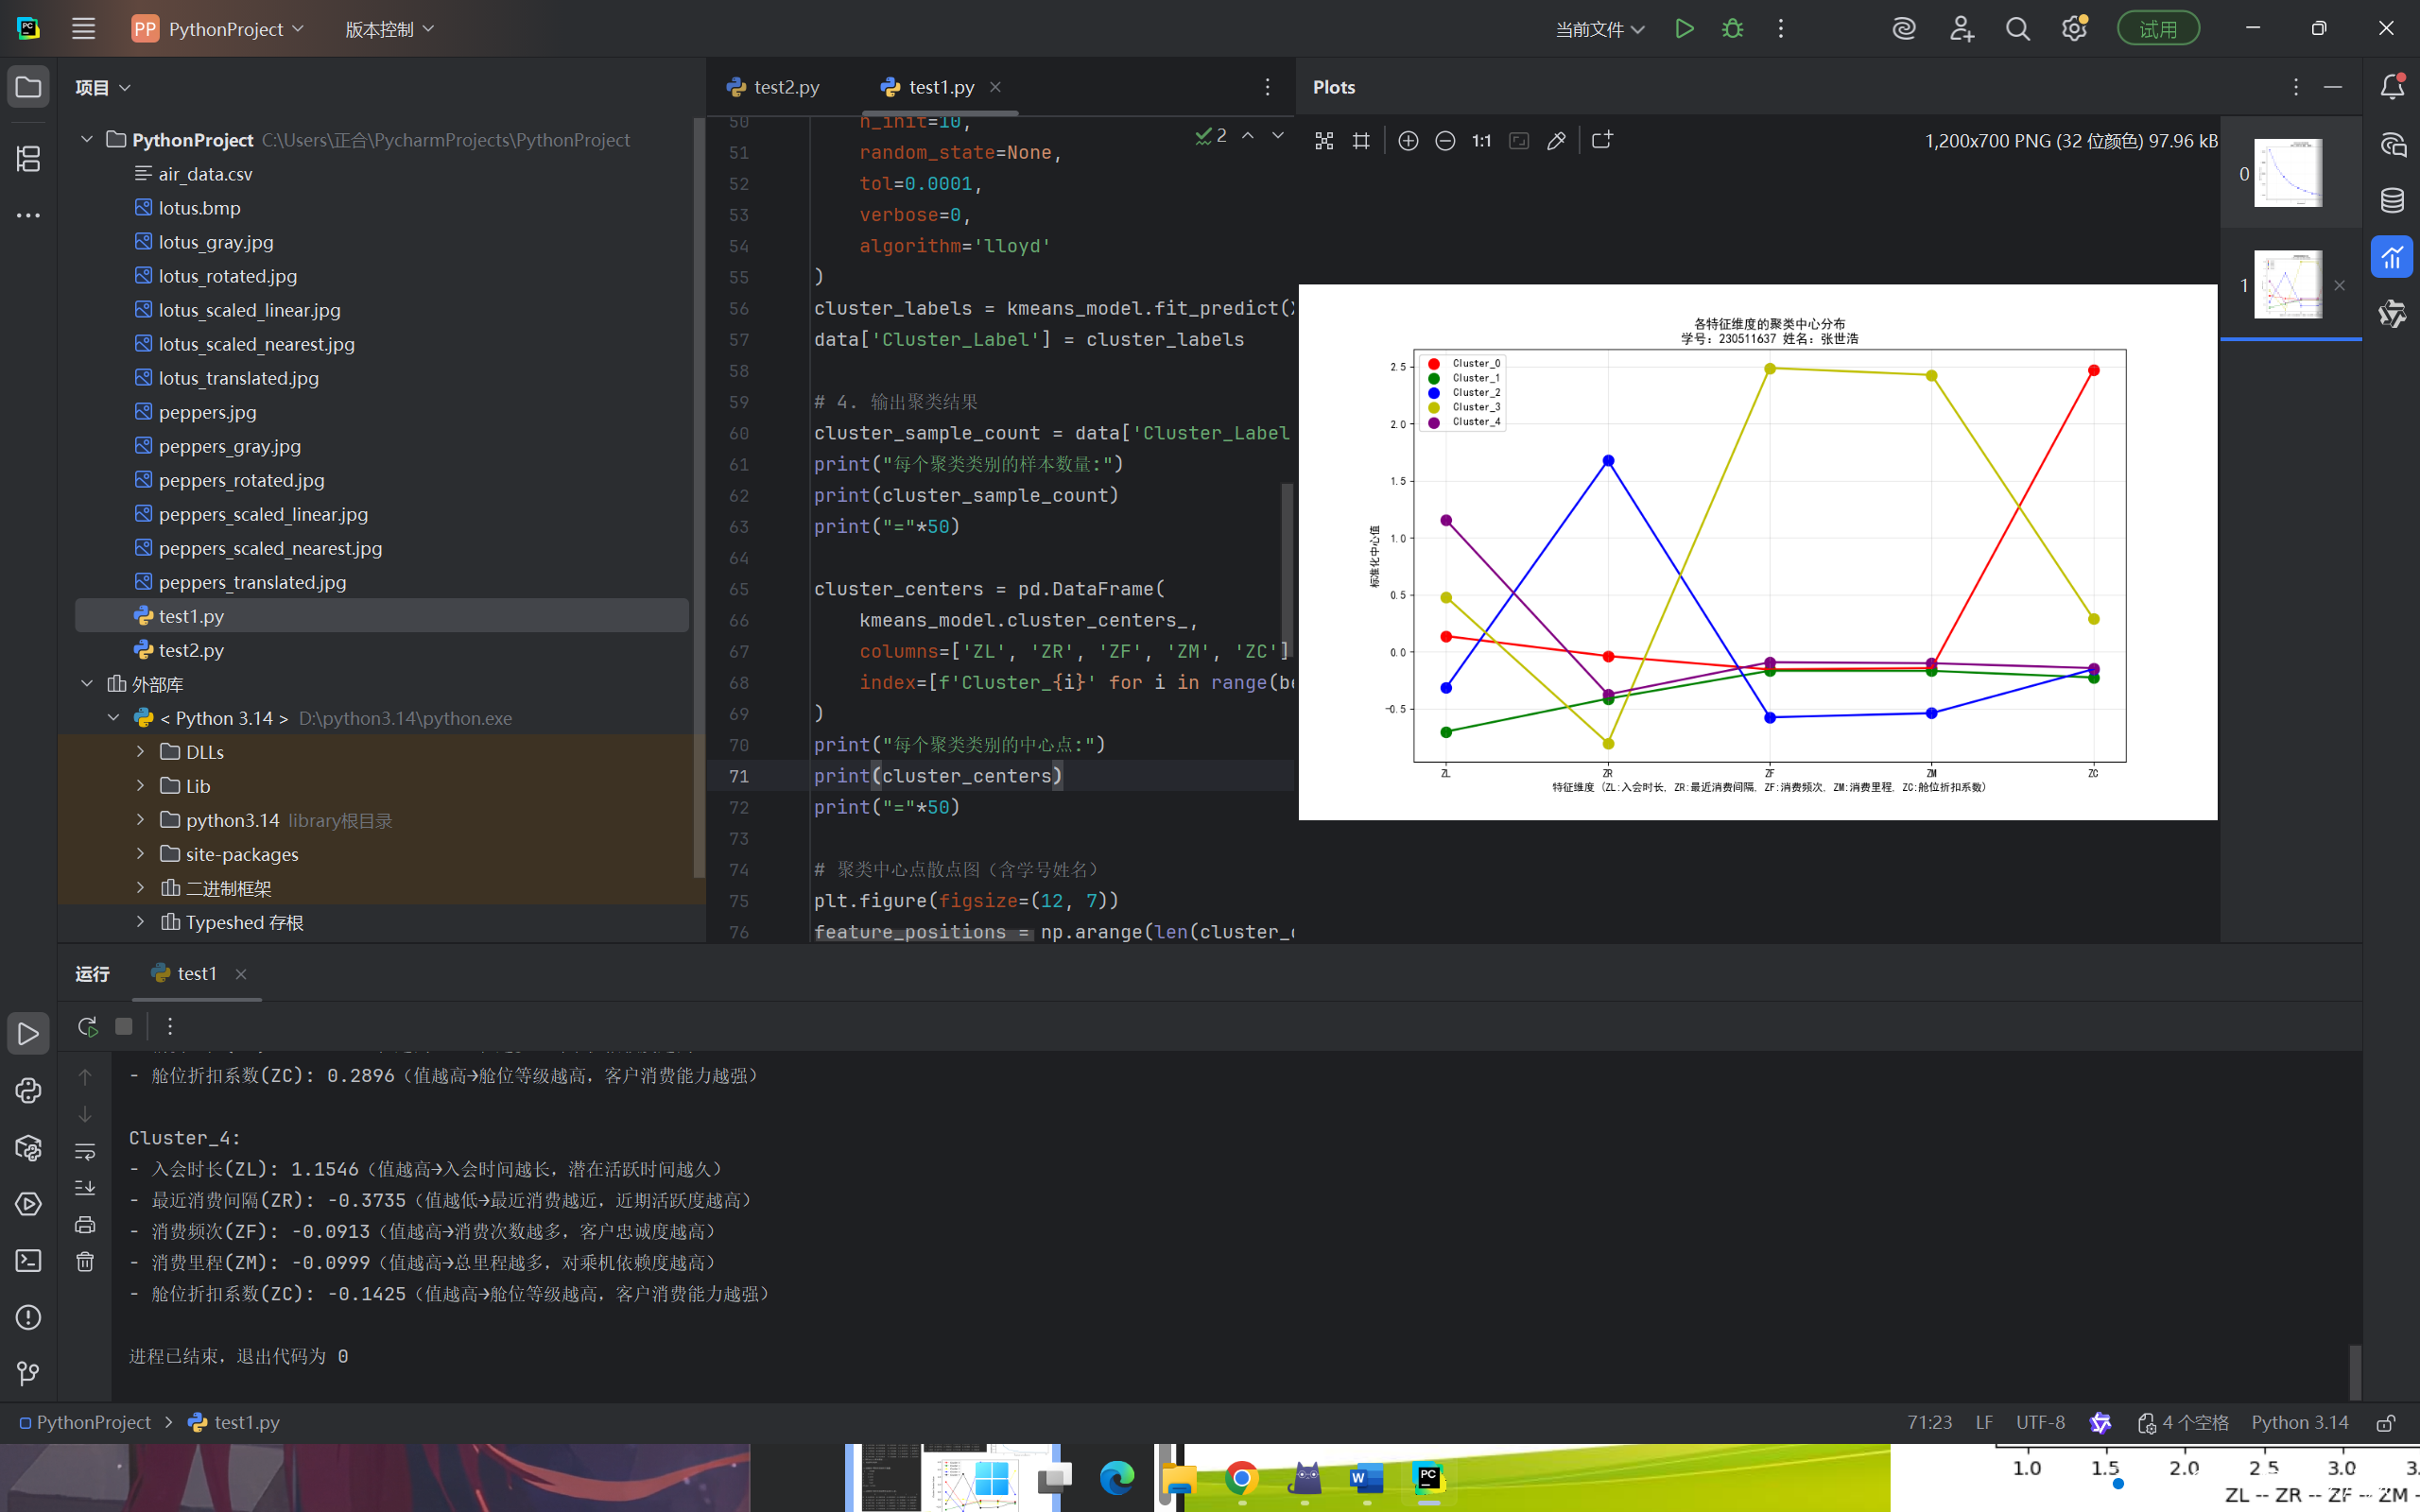 PC
PP PythonProject
版本控制
当前文件
试用
项目
PythonProject C:\Users\正合\PycharmProjects\PythonProject
air_data.csv
lotus.bmp
lotus_gray.jpg
lotus_rotated.jpg
lotus_scaled_linear.jpg
lotus_scaled_nearest.jpg
lotus_translated.jpg
peppers.jpg
peppers_gray.jpg
peppers_rotated.jpg
peppers_scaled_linear.jpg
peppers_scaled_nearest.jpg
peppers_translated.jpg
test1.py
test2.py
外部库
< Python 3.14 > D:\python3.14\python.exe
DLLs
Lib
python3.14 library根目录
site-packages
二进制框架
Typeshed 存根
test2.py
test1.py
2
50 n_init=10,
51 random_state=None,
52 tol=0.0001,
53 verbose=0,
54 algorithm='lloyd'
55 )
56 cluster_labels = kmeans_model.fit_predict(
57 data['Cluster_Label'] = cluster_labels
58
59 # 4. 输出聚类结果
60 cluster_sample_count = data['Cluster_Label
61 print("每个聚类类别的样本数量:")
62 print(cluster_sample_count)
63 print("="*50)
64
65 cluster_centers = pd.DataFrame(
66 kmeans_model.cluster_centers_,
67 columns=['ZL', 'ZR', 'ZF', 'ZM', 'ZC']
68 index=[f'Cluster_{i}' for i in range(be
69 )
70 print("每个聚类类别的中心点:")
71 print(cluster_centers)
72 print("="*50)
73
74 # 聚类中心点散点图（含学号姓名）
75 plt.figure(figsize=(12, 7))
76 feature_positions = np.arange(len(cluster_c
Plots
1:1
1,200x700 PNG (32 位颜色) 97.96 kB
0
1
各特征维度的聚类中心分布
学号: 230511637 姓名: 张世浩
Cluster_0
Cluster_1
Cluster_2
Cluster_3
Cluster_4
2.5
2.0
1.5
1.0
0.5
0.0
-0.5
标准化中心值
ZL ZR ZF ZM ZC
特征维度 (ZL:入会时长, ZR:最近消费间隔, ZF:消费频次, ZM:消费里程, ZC:舱位折扣系数)
运行
test1
- 舱位折扣系数(ZC): 0.2896（值越高→舱位等级越高，客户消费能力越强）
Cluster_4:
- 入会时长(ZL): 1.1546（值越高→入会时间越长，潜在活跃时间越久）
- 最近消费间隔(ZR): -0.3735（值越低→最近消费越近，近期活跃度越高）
- 消费频次(ZF): -0.0913（值越高→消费次数越多，客户忠诚度越高）
- 消费里程(ZM): -0.0999（值越高→总里程越多，对乘机依赖度越高）
- 舱位折扣系数(ZC): -0.1425（值越高→舱位等级越高，客户消费能力越强）
进程已结束，退出代码为 0
PythonProject > test1.py
71:23 LF UTF-8 4 个空格 Python 3.14
W
PC
1.0 1.5 2.0 2.5 3.0 3.
ZL -- ZR -- ZF -- ZM -